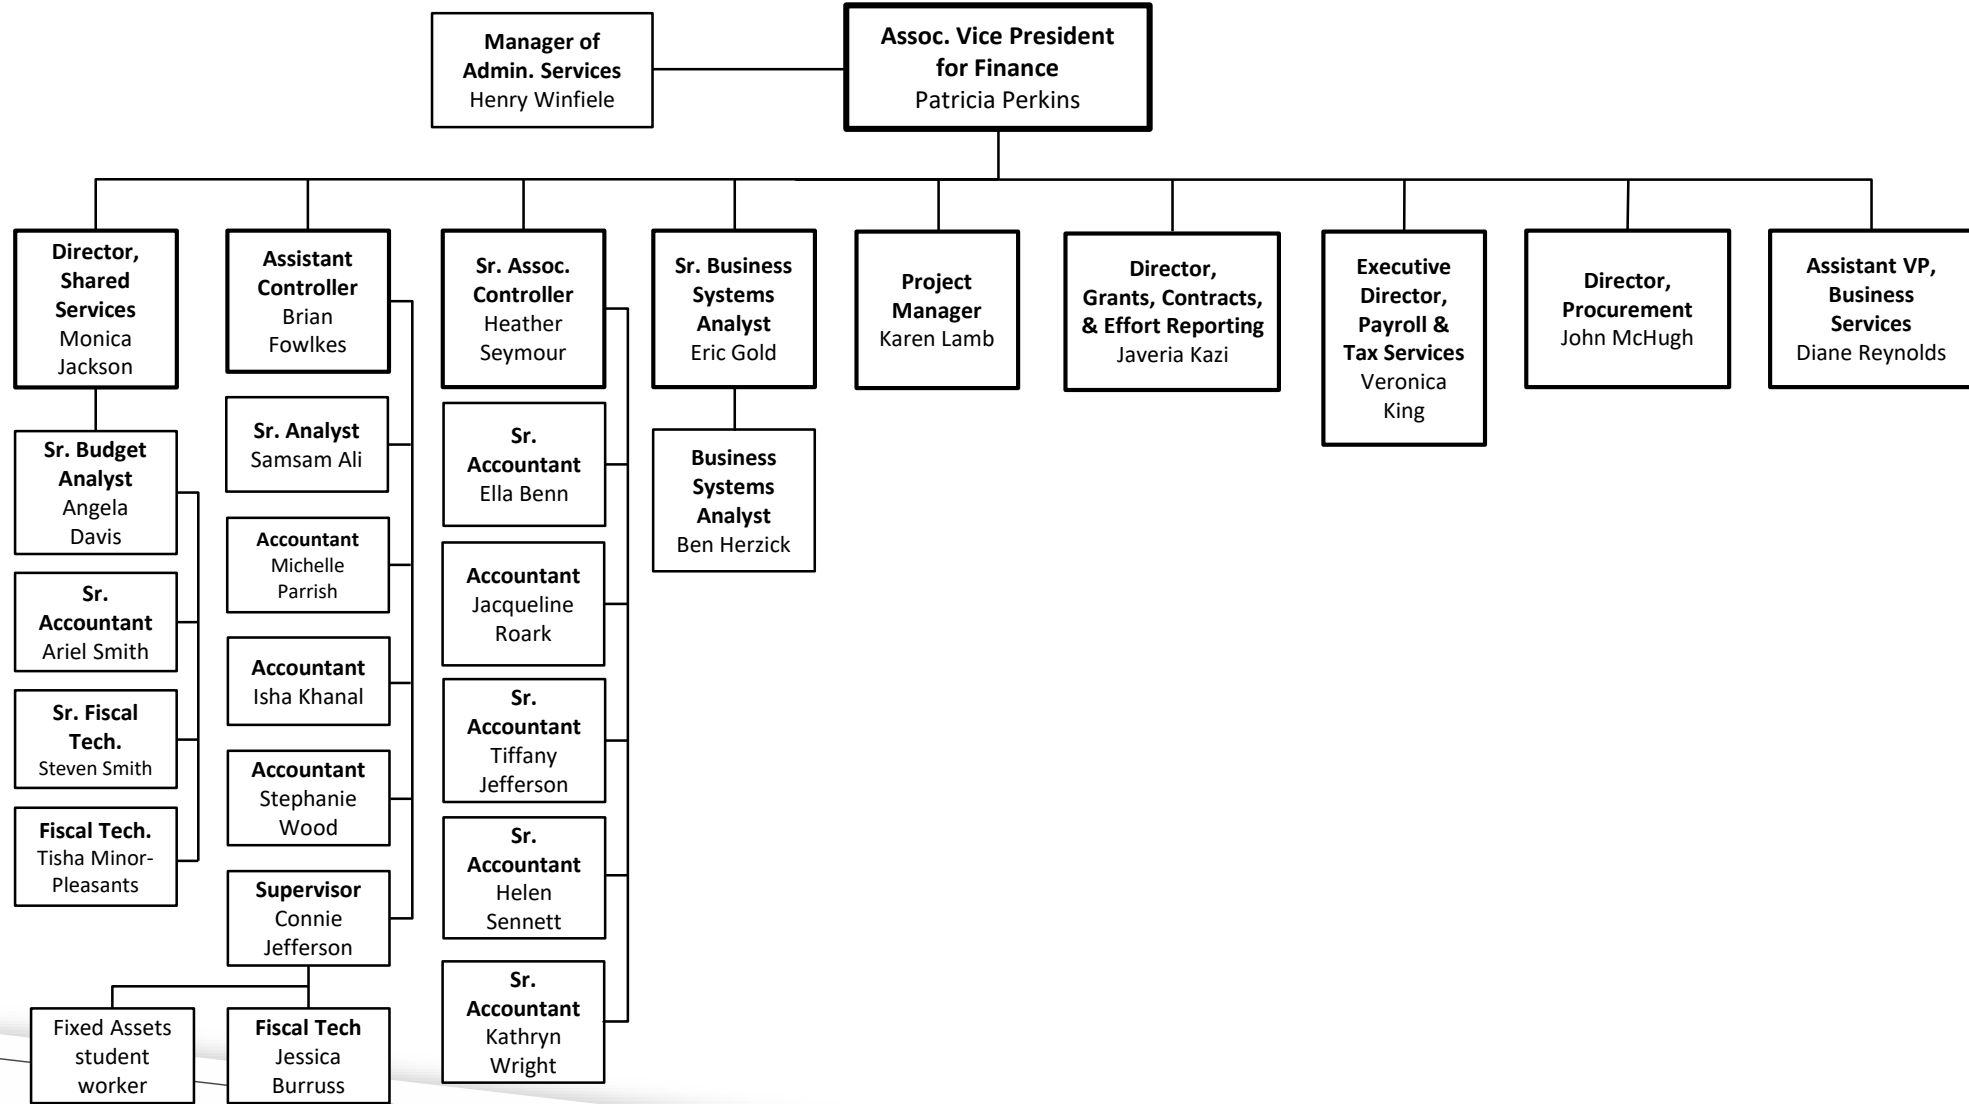 Manager of
Admin. Services
Henry Winfiele
Assoc. Vice President
for Finance
Patricia Perkins
Director,
Shared
Services
Monica
Jackson
Sr. Budget
Analyst
Angela
Davis
Sr.
Accountant
Ariel Smith
Sr. Fiscal
Tech.
Steven Smith
Fiscal Tech.
Tisha Minor-
Pleasants
Assistant
Controller
Brian
Fowlkes
Sr. Analyst
Samsam Ali
Accountant
Michelle
Parrish
Accountant
Isha Khanal
Accountant
Stephanie
Wood
Supervisor
Connie
Jefferson
Fixed Assets
student
worker
Fiscal Tech
Jessica
Burruss
Sr. Assoc.
Controller
Heather
Seymour
Sr.
Accountant
Ella Benn
Accountant
Jacqueline
Roark
Sr.
Accountant
Tiffany
Jefferson
Sr.
Accountant
Helen
Sennett
Sr.
Accountant
Kathryn
Wright
Sr. Business
Systems
Analyst
Eric Gold
Business
Systems
Analyst
Ben Herzick
Project
Manager
Karen Lamb
Director,
Grants, Contracts,
& Effort Reporting
Javeria Kazi
Executive
Director,
Payroll &
Tax Services
Veronica
King
Director,
Procurement
John McHugh
Assistant VP,
Business
Services
Diane Reynolds